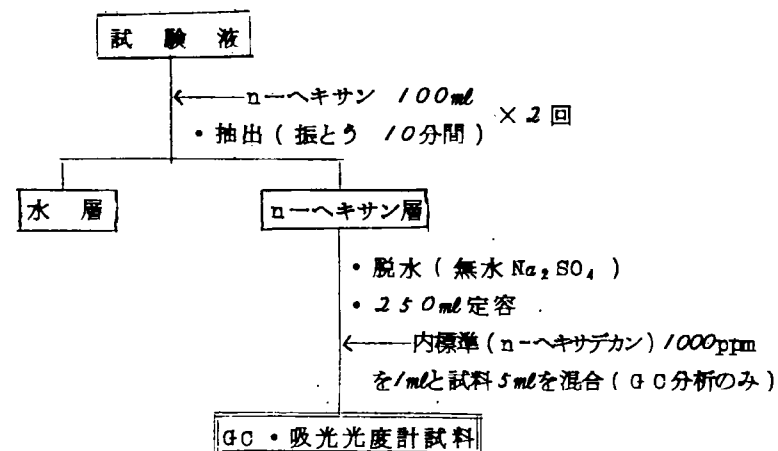 試験液
n-ヘキサン 100ml
・抽出(振とう 10分間) ×2回
水層
n-ヘキサン層
・脱水(無水Na₂SO₄)
・250ml定容
内標準(n-ヘキサデカン)1000ppm
を1mlと試料5mlを混合(GC分析のみ)
GC・吸光光度計試料